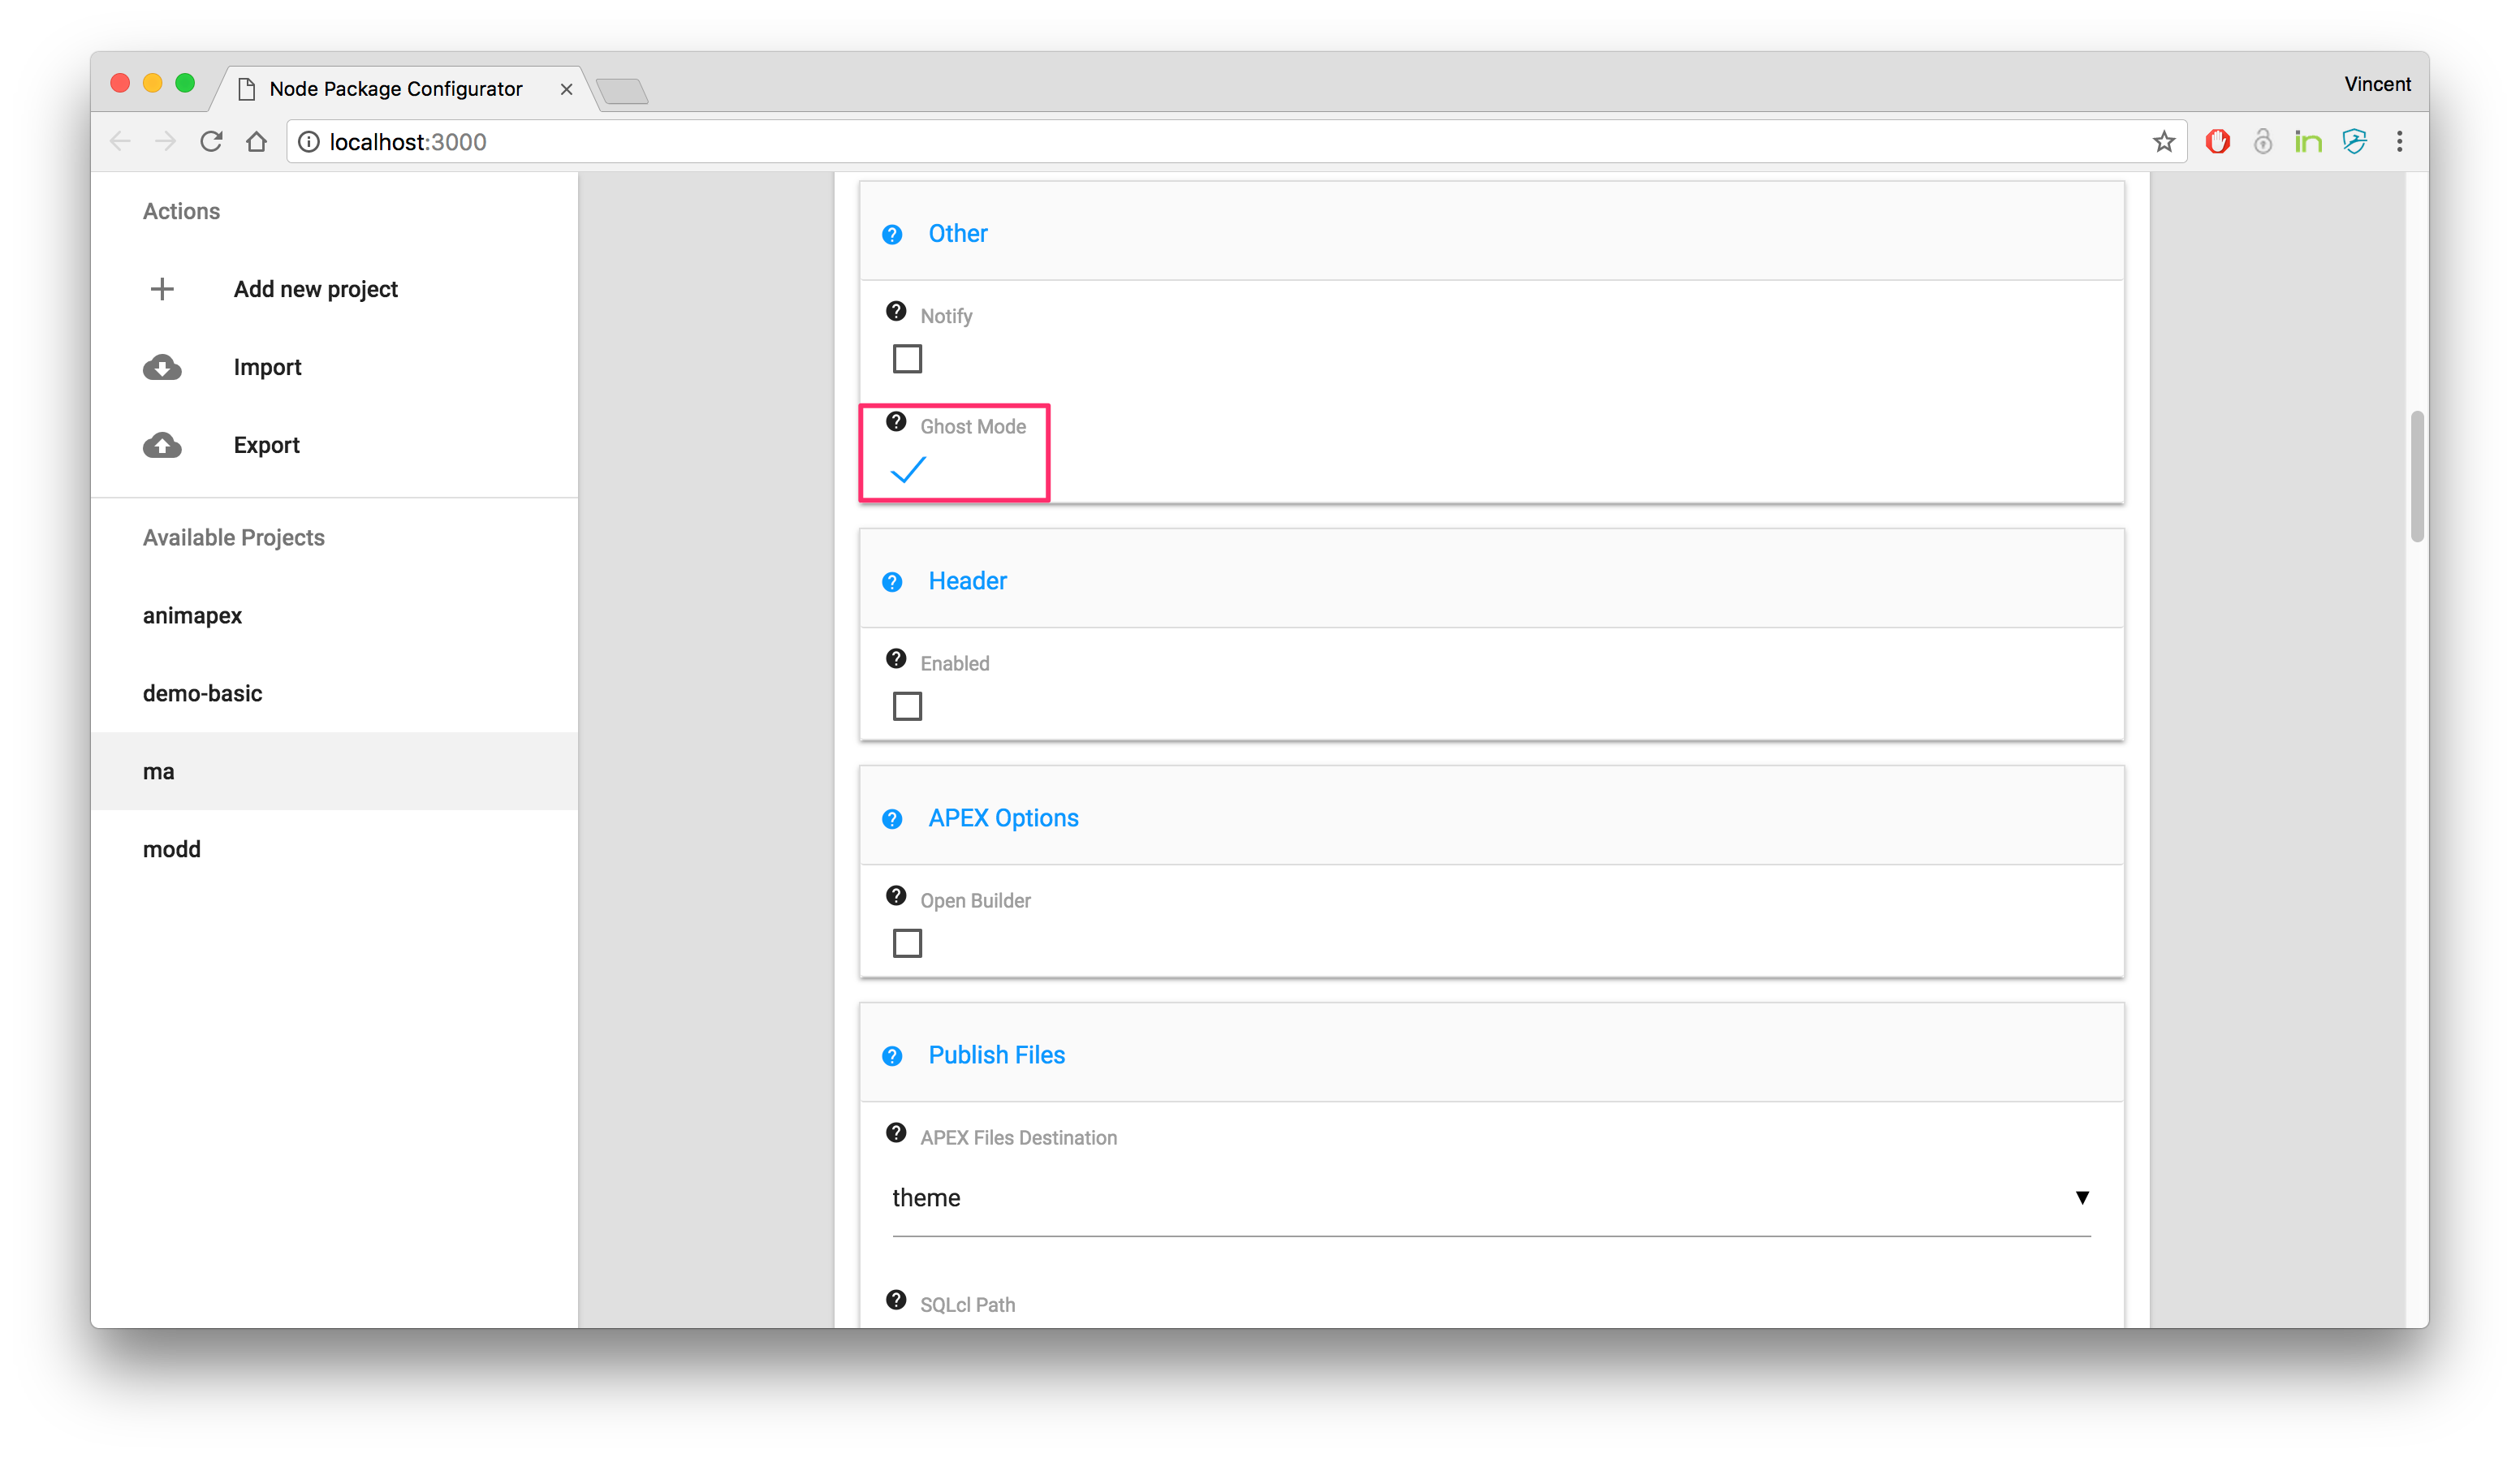 Node Package Configurator
Vincent
localhost:3000
in
Actions
Add new project
Import
Export
Available Projects
animapex
demo-basic
ma
modd
Other
Notify
Ghost Mode
Header
Enabled
APEX Options
Open Builder
Publish Files
APEX Files Destination
theme
SQLcl Path